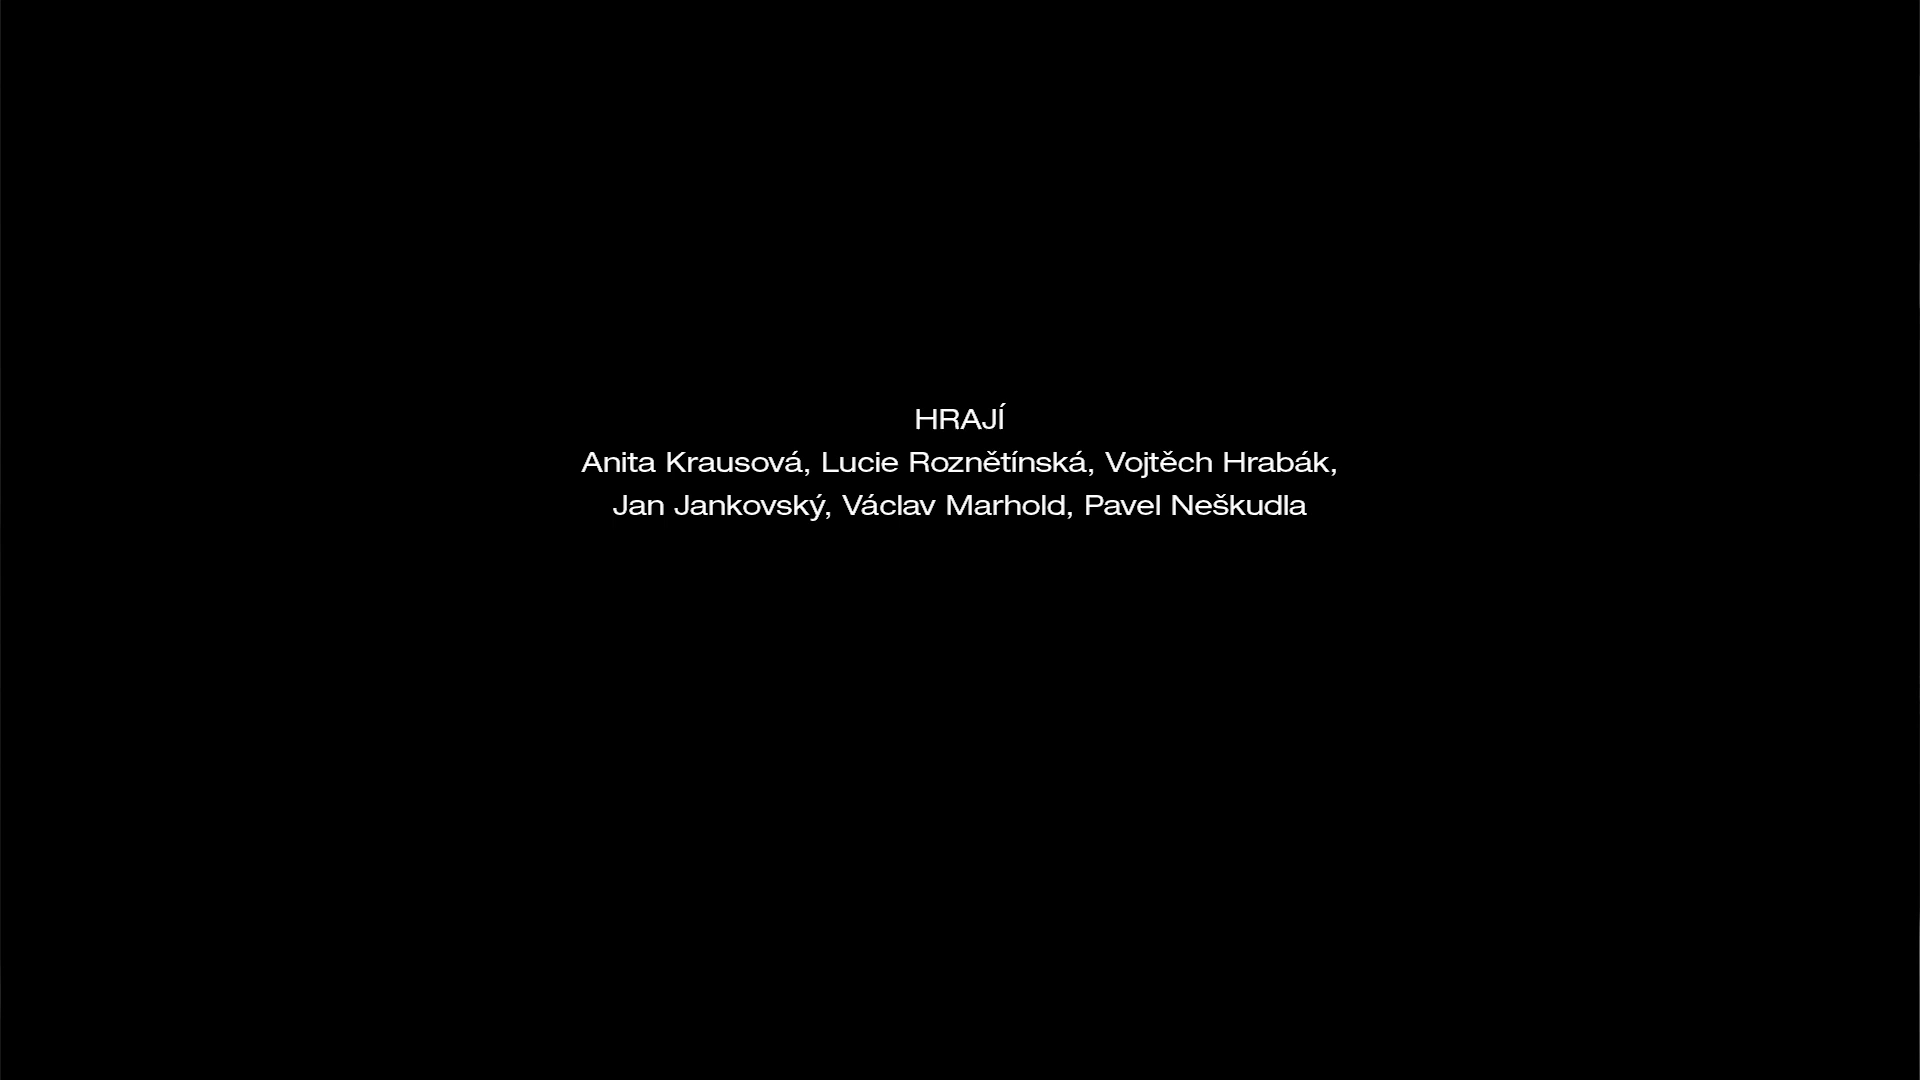 HRAJÍ
Anita Krausová, Lucie Roznětínská, Vojtěch Hrabák,
Jan Jankovský, Václav Marhold, Pavel Neškudla